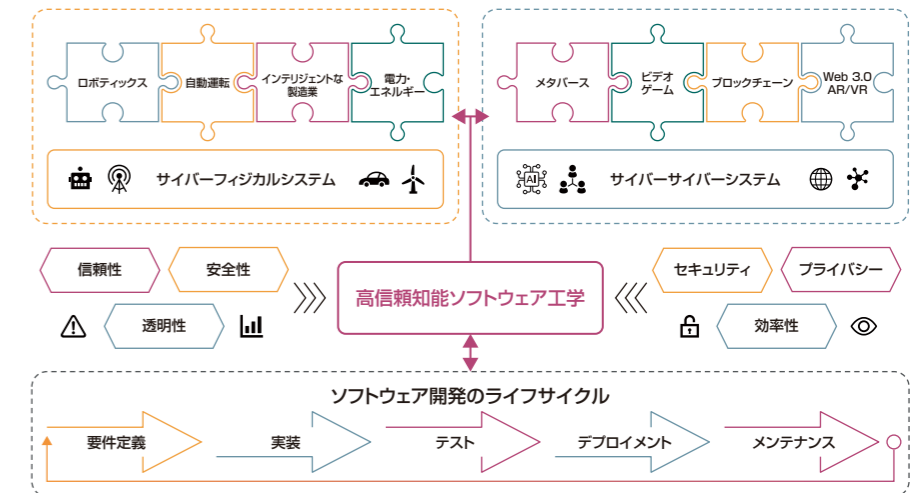 ロボティックス
自動運転
インテリジェントな
製造業
電力・
エネルギー
サイバーフィジカルシステム
メタバース
ビデオ
ゲーム
ブロックチェーン
Web 3.0
AR/VR
AI
サイバーサイバーシステム
信頼性
安全性
透明性
高信頼知能ソフトウェア工学
セキュリティ
プライバシー
効率性
ソフトウェア開発のライフサイクル
要件定義
実装
テスト
デプロイメント
メンテナンス